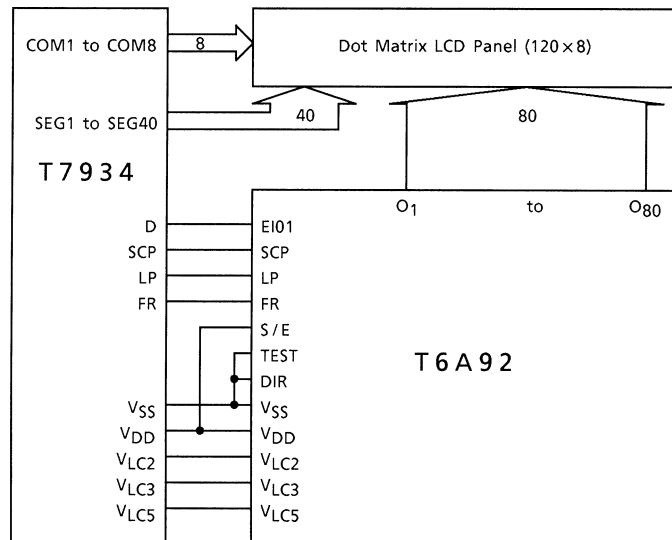 COM1 to COM8
8
Dot Matrix LCD Panel (120×8)
SEG1 to SEG40
40
80
T7934
O1 to O80
D
EI01
SCP
SCP
LP
LP
FR
FR
S/E
TEST
T6A92
DIR
VSS
VSS
VDD
VDD
VLC2
VLC2
VLC3
VLC3
VLC5
VLC5